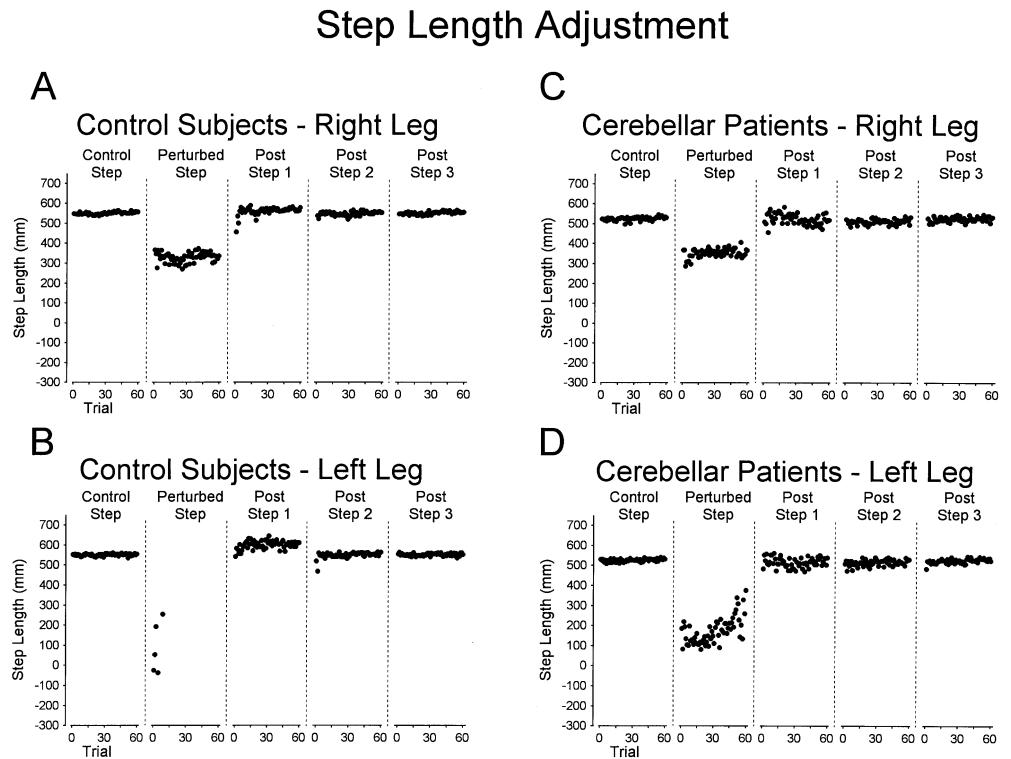 Step Length Adjustment
A
Control Subjects - Right Leg
Control Step
Perturbed Step
Post Step 1
Post Step 2
Post Step 3
Step Length (mm)
700
600
500
400
300
200
100
0
-100
-200
-300
0 30 60 0 30 60 0 30 60 0 30 60 0 30 60
Trial
C
Cerebellar Patients - Right Leg
Control Step
Perturbed Step
Post Step 1
Post Step 2
Post Step 3
Step Length (mm)
700
600
500
400
300
200
100
0
-100
-200
-300
0 30 60 0 30 60 0 30 60 0 30 60 0 30 60
Trial
B
Control Subjects - Left Leg
Control Step
Perturbed Step
Post Step 1
Post Step 2
Post Step 3
Step Length (mm)
700
600
500
400
300
200
100
0
-100
-200
-300
0 30 60 0 30 60 0 30 60 0 30 60 0 30 60
Trial
D
Cerebellar Patients - Left Leg
Control Step
Perturbed Step
Post Step 1
Post Step 2
Post Step 3
Step Length (mm)
700
600
500
400
300
200
100
0
-100
-200
-300
0 30 60 0 30 60 0 30 60 0 30 60 0 30 60
Trial